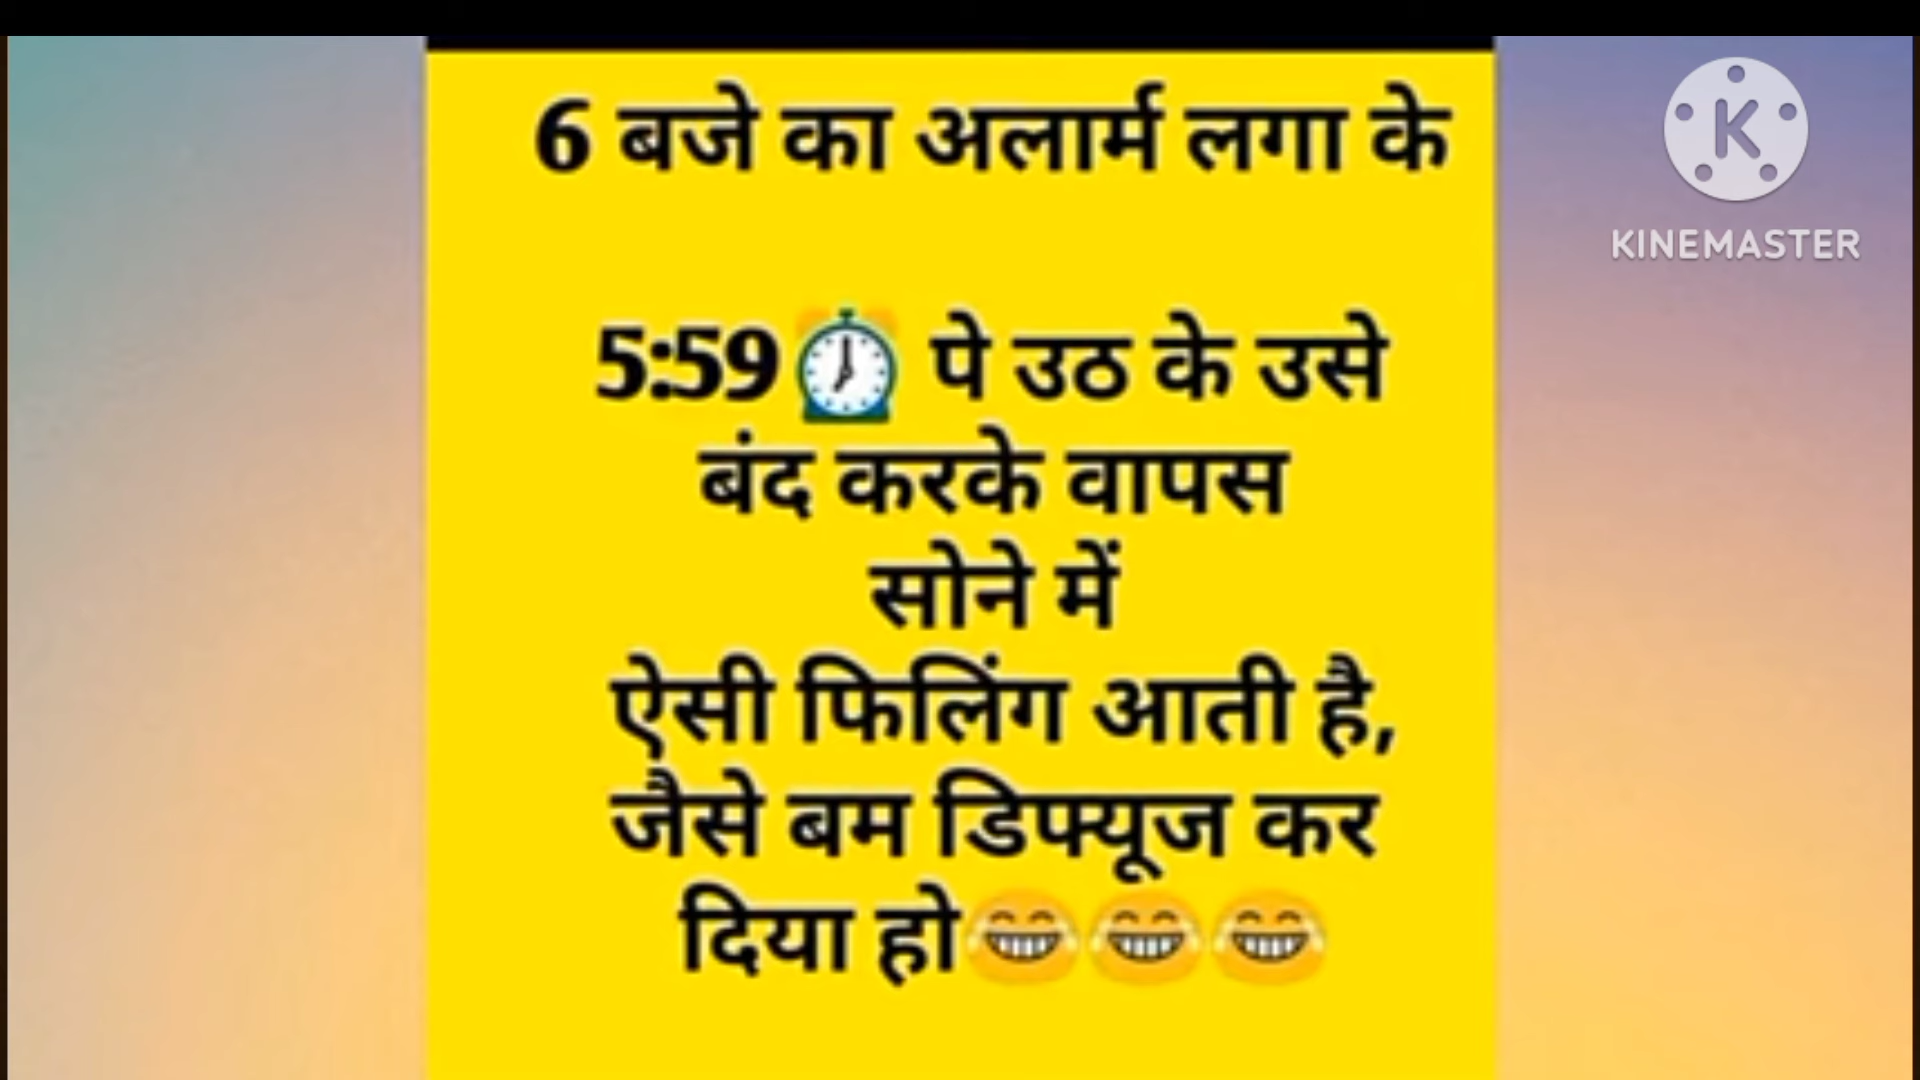 6 बजे का अलार्म लगा के
KINEMASTER
5:59⏰ पे उठ के उसे
बंद करके वापस
सोने में
ऐसी फिलिंग आती है,
जैसे बम डिफ्यूज कर
दिया हो😂😂😂